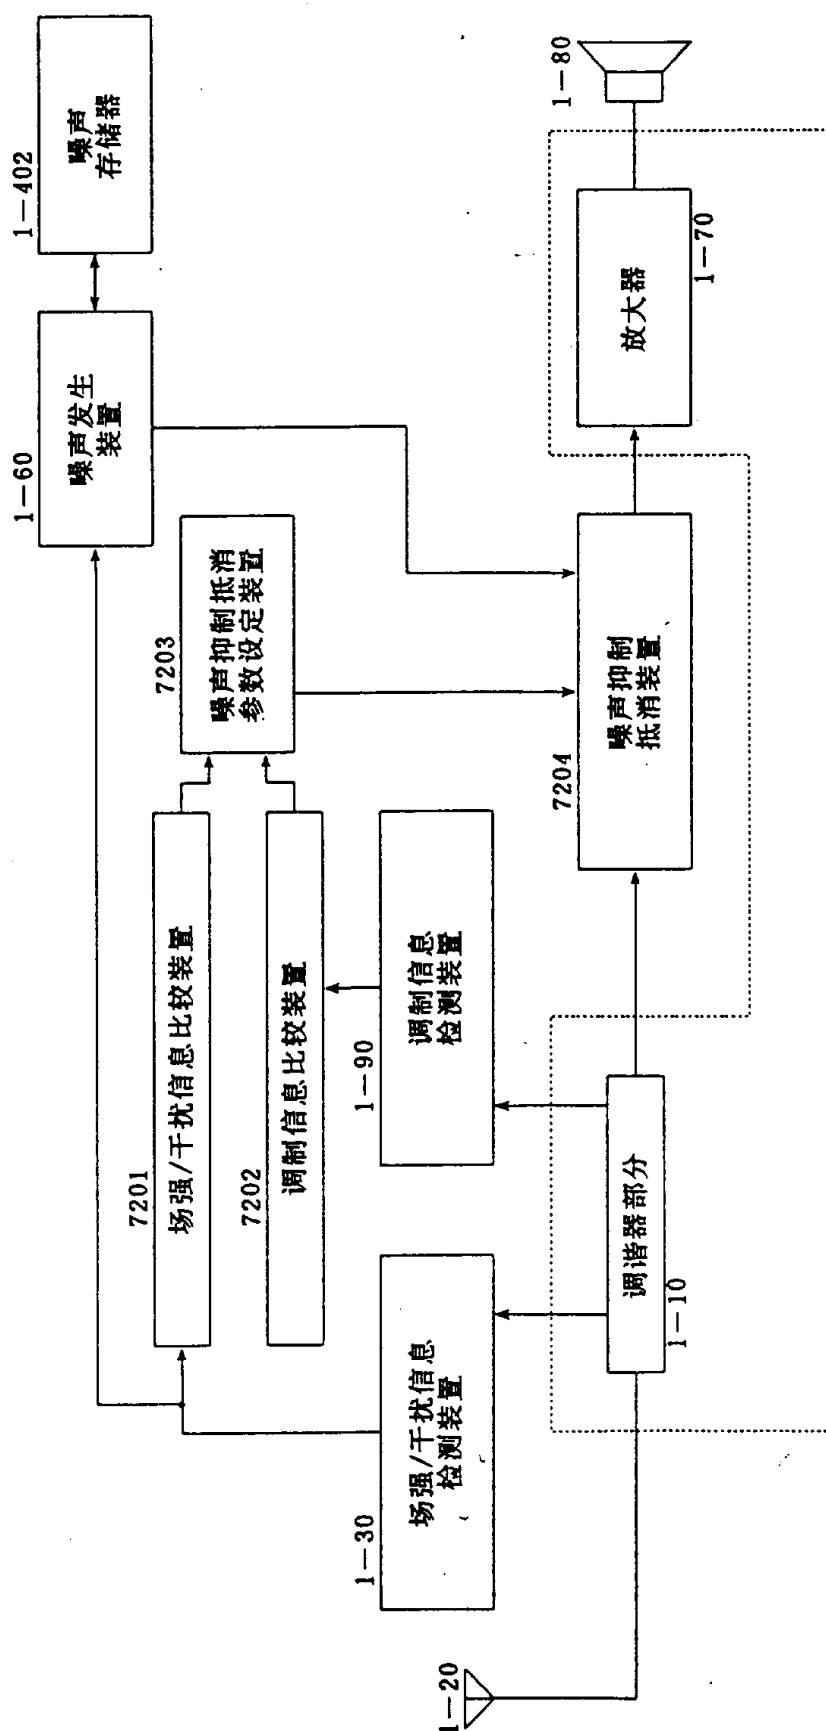 1-402
噪声
存储器
1-60
噪声发生
装置
7203
噪声抑制抵消
参数设定装置
7201
场强/干扰信息比较装置
7202
调制信息比较装置
1-30
场强/干扰信息
检测装置
1-90
调制信息
检测装置
7204
噪声抑制
抵消装置
1-20
调谐器部分
1-10
放大器
1-70
1-80